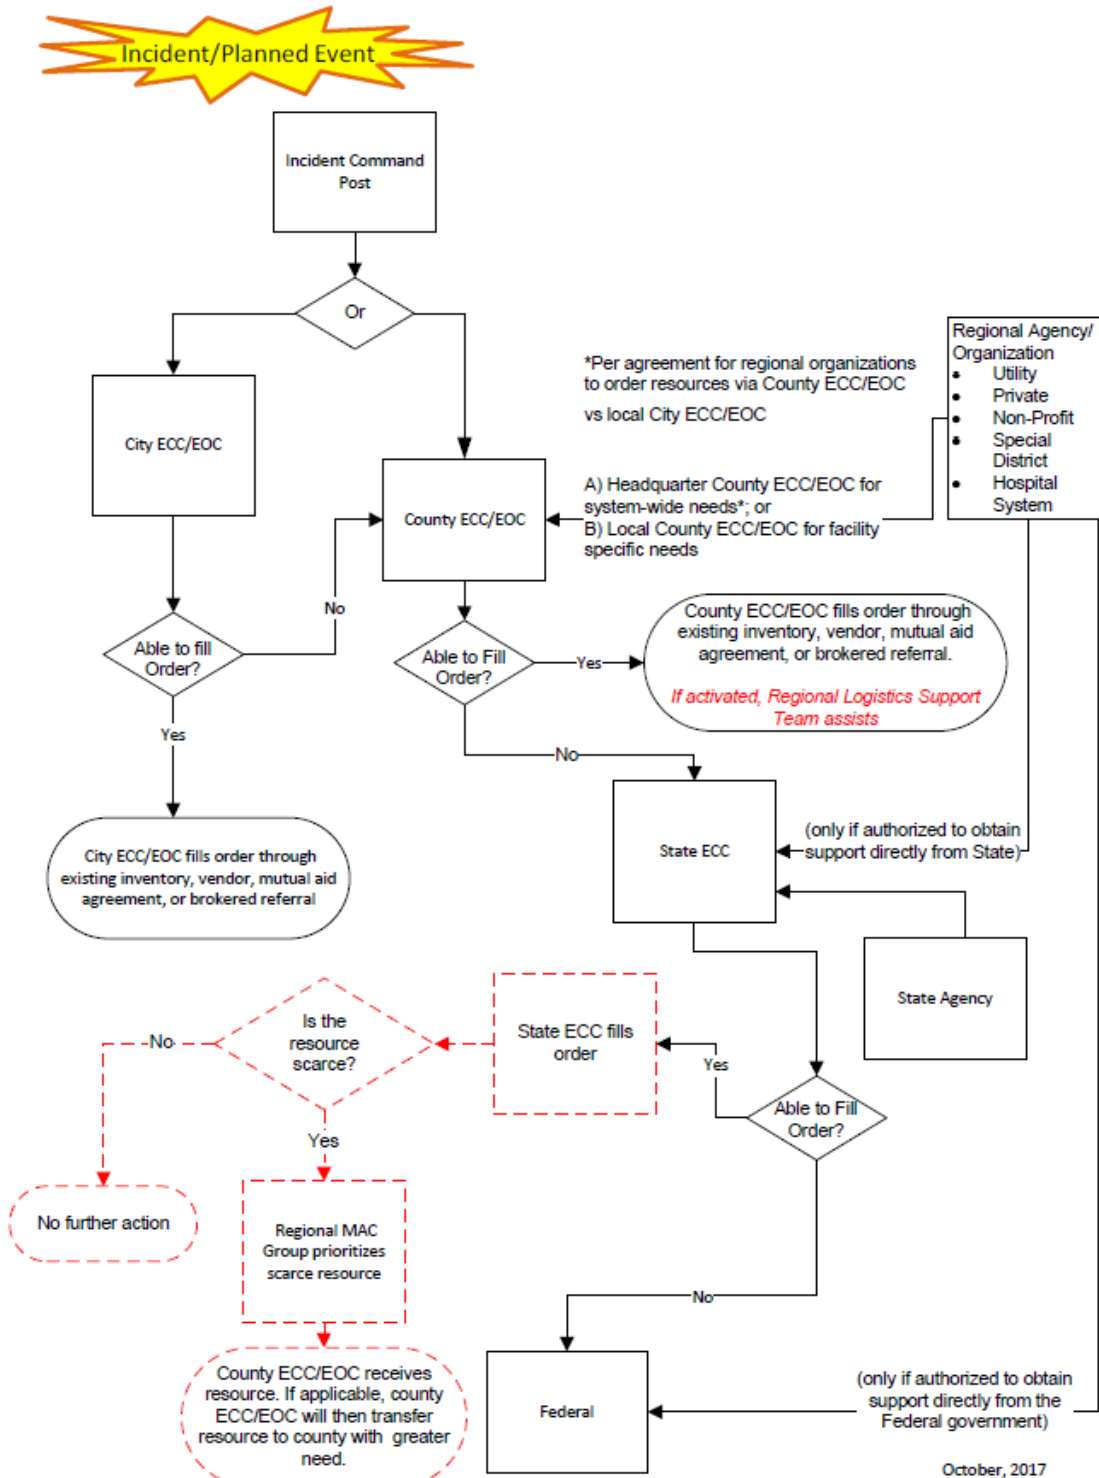 Incident/Planned Event
Incident Command
Post
Or
Regional Agency/
Organization
• Utility
• Private
• Non-Profit
• Special
District
• Hospital
System
*Per agreement for regional organizations
to order resources via County ECC/EOC
vs local City ECC/EOC
City ECC/EOC
County ECC/EOC
A) Headquarter County ECC/EOC for
system-wide needs*; or
B) Local County ECC/EOC for facility
specific needs
No
Able to fill
Order?
Able to Fill
Order?
Yes
County ECC/EOC fills order through
existing inventory, vendor, mutual aid
agreement, or brokered referral.
If activated, Regional Logistics Support
Team assists
Yes
No
City ECC/EOC fills order through
existing inventory, vendor, mutual aid
agreement, or brokered referral
State ECC
(only if authorized to obtain
support directly from State)
State Agency
Is the
resource
scarce?
State ECC fills
order
No
Yes
Able to Fill
Order?
Yes
No further action
Regional MAC
Group prioritizes
scarce resource
No
County ECC/EOC receives
resource. If applicable, county
ECC/EOC will then transfer
resource to county with greater
need.
Federal
(only if authorized to obtain
support directly from the
Federal government)
October, 2017